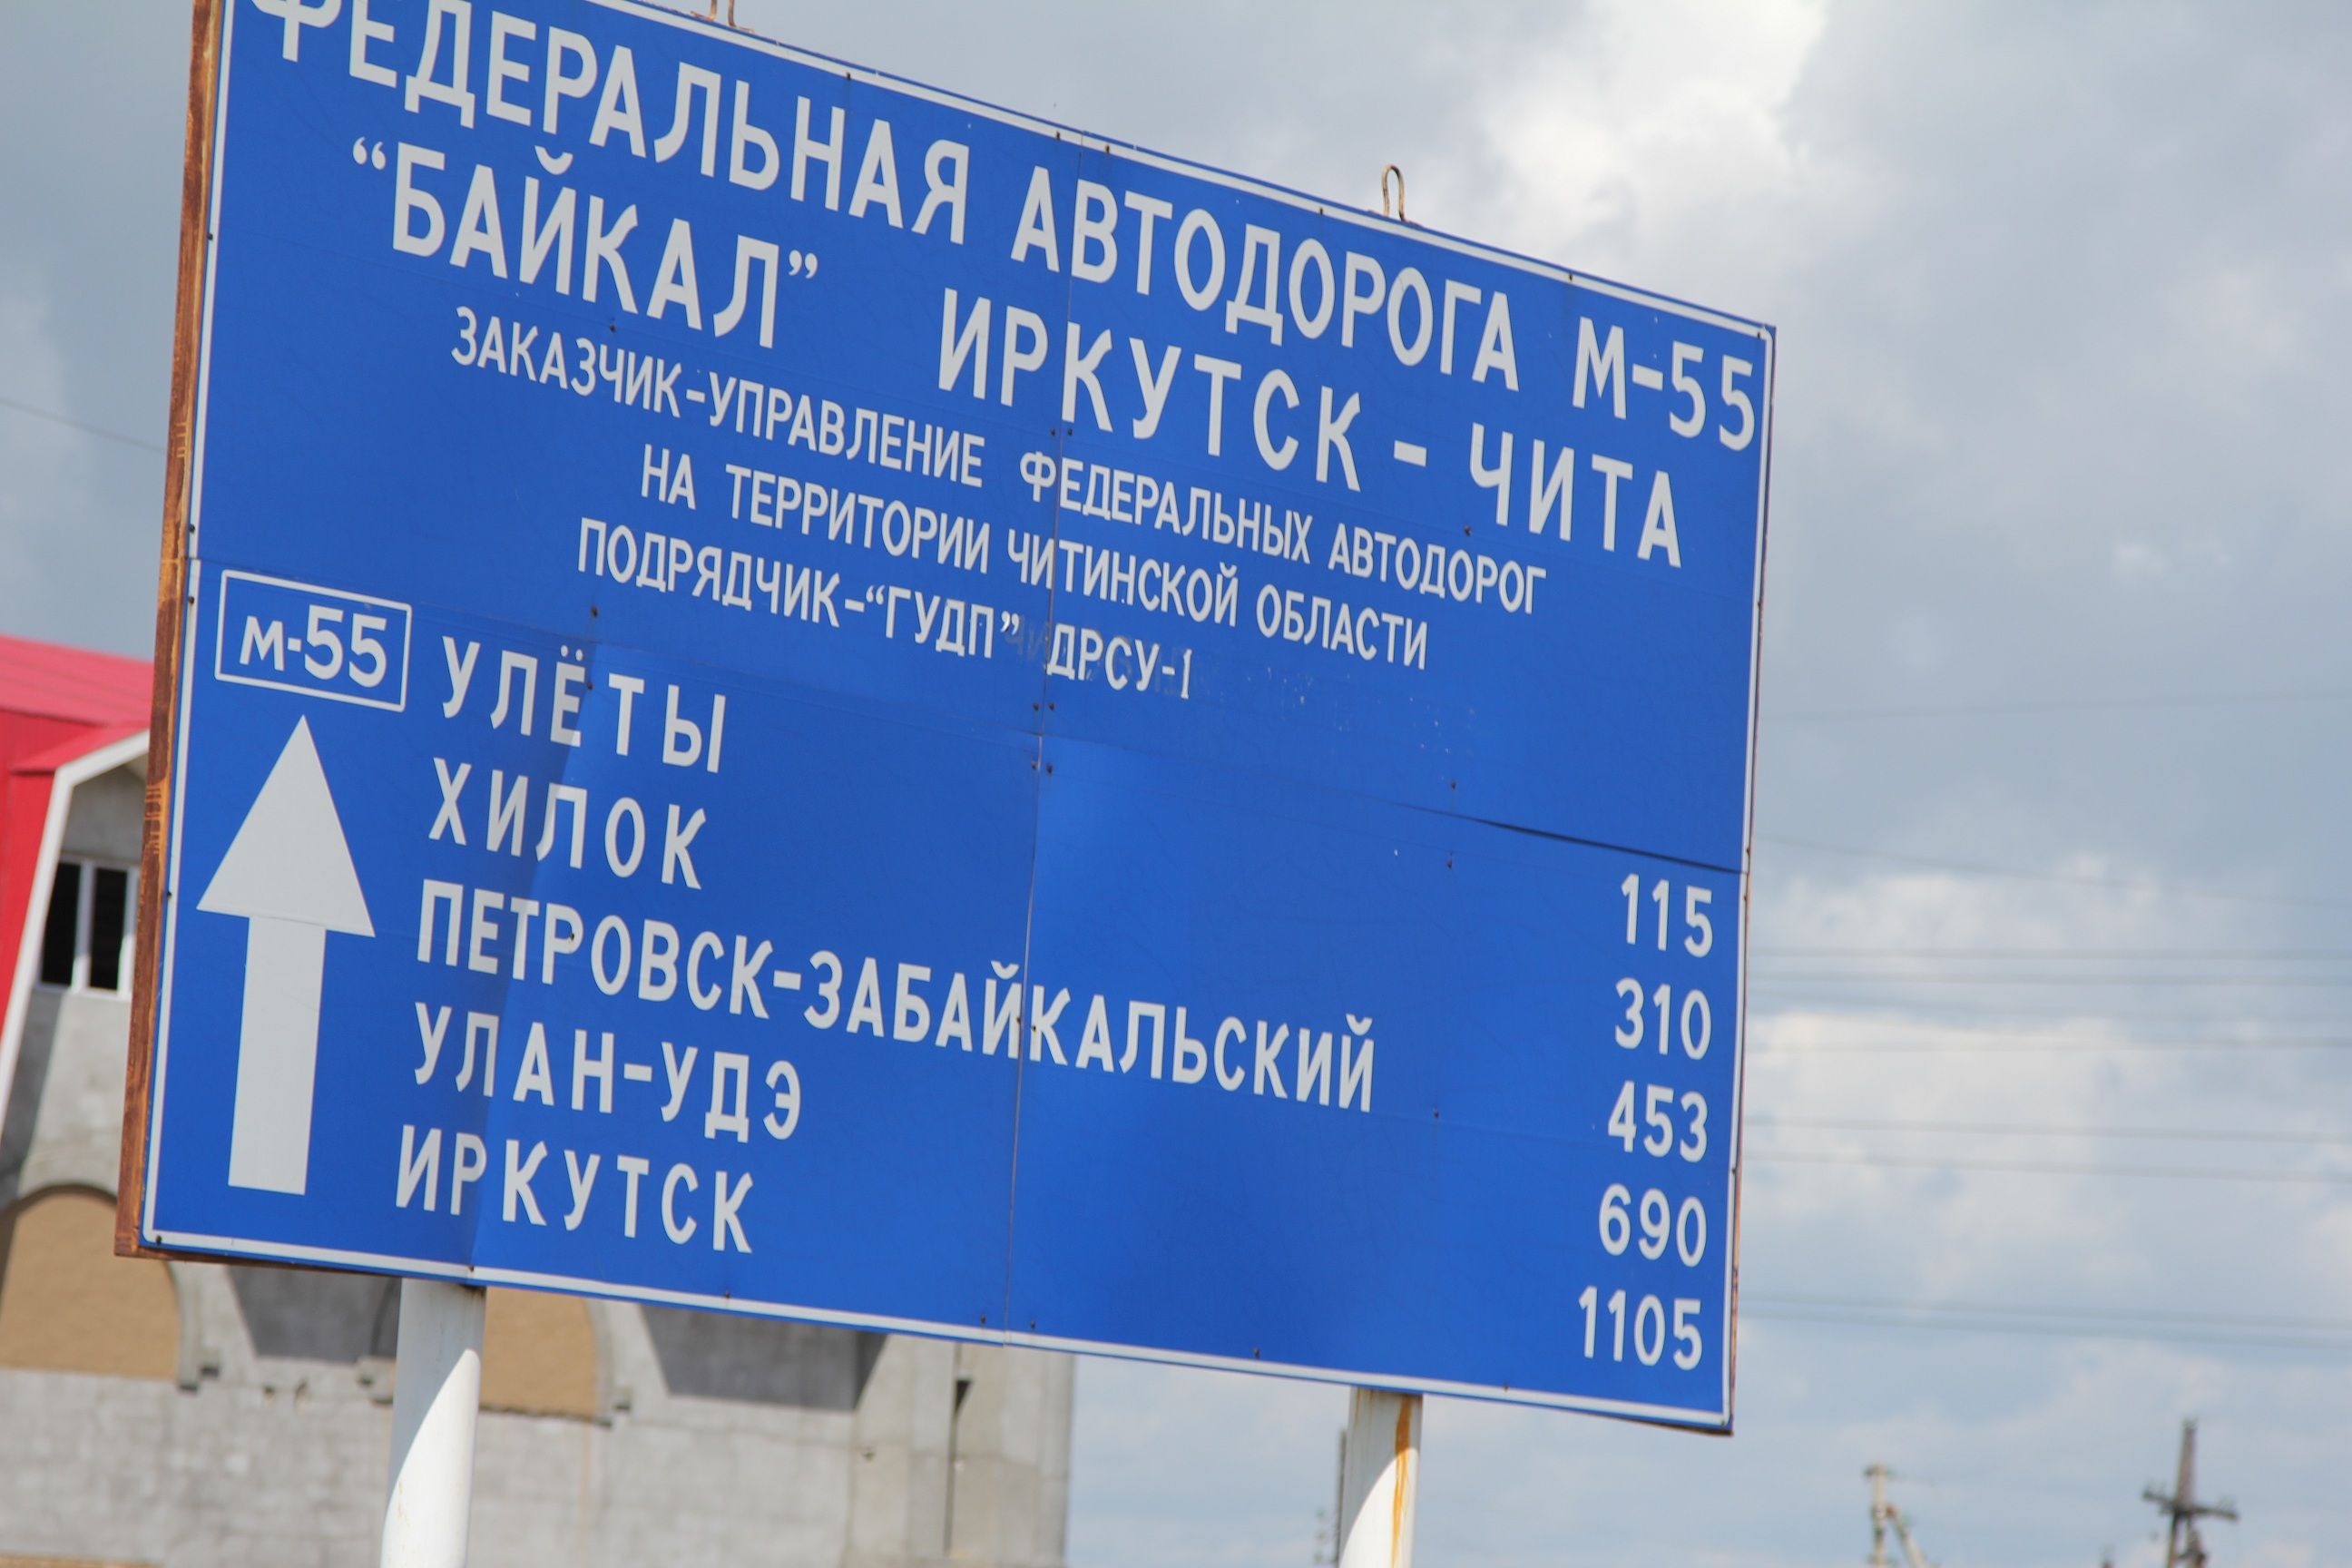 ФЕДЕРАЛЬНАЯ АВТОДОРОГА М-55
“БАЙКАЛ” ИРКУТСК - ЧИТА
ЗАКАЗЧИК-УПРАВЛЕНИЕ ФЕДЕРАЛЬНЫХ АВТОДОРОГ
НА ТЕРРИТОРИИ ЧИТИНСКОЙ ОБЛАСТИ
ПОДРЯДЧИК-“ГУДП” ДРСУ-1
М-55
УЛЁТЫ 115
ХИЛОК 310
ПЕТРОВСК-ЗАБАЙКАЛЬСКИЙ 453
УЛАН-УДЭ 690
ИРКУТСК 1105